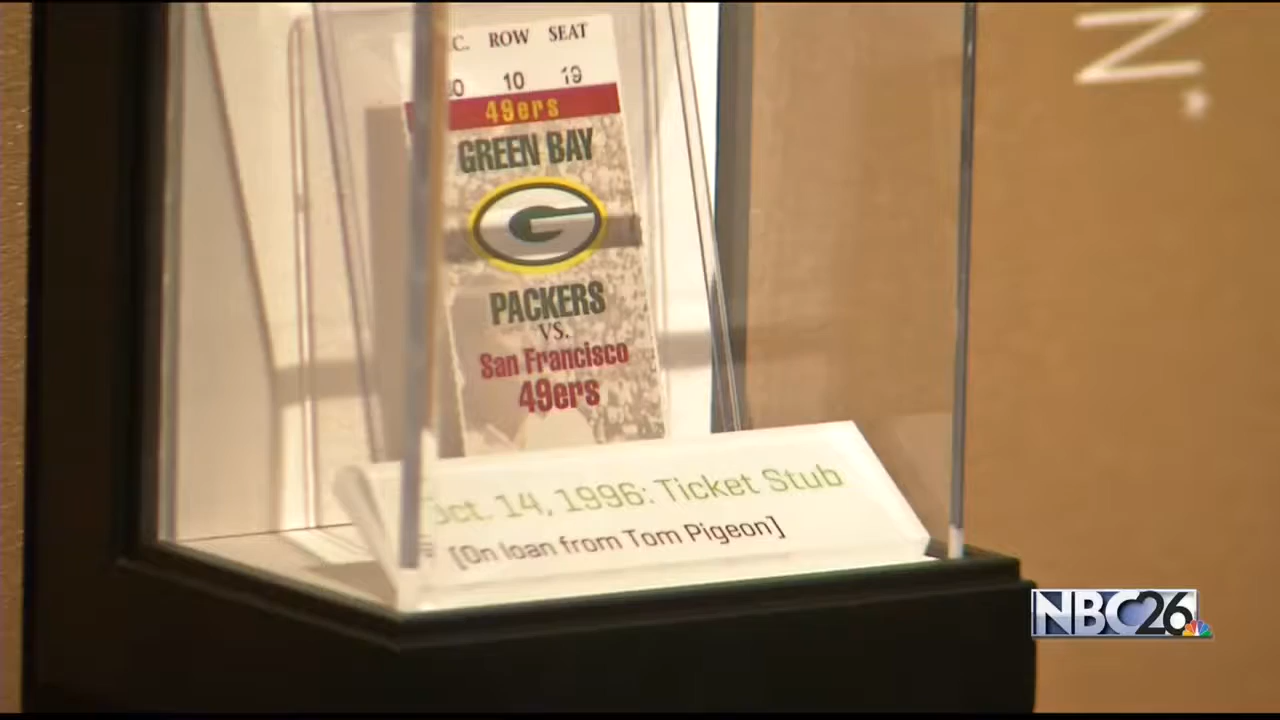 ROW SEAT
10 19
49ers
GREEN BAY
G
PACKERS
VS.
San Francisco
49ers
Oct. 14, 1996: Ticket Stub
[On loan from Tom Pigeon]
N
NBC26